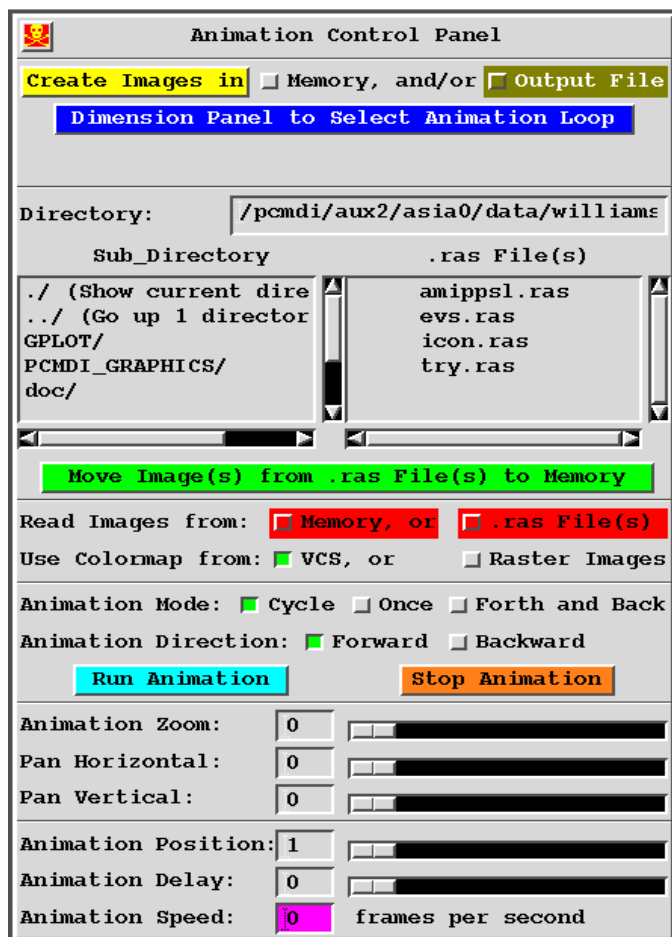 Animation Control Panel
Create Images in Memory, and/or Output File
Dimension Panel to Select Animation Loop
Directory: /pcmdi/aux2/asia0/data/williams
Sub_Directory .ras File(s)
./ (Show current dire amippsl.ras
../ (Go up 1 director evs.ras
GPLOT/ icon.ras
PCMDI_GRAPHICS/ try.ras
doc/
Move Image(s) from .ras File(s) to Memory
Read Images from: Memory, or .ras File(s)
Use Colormap from: VCS, or Raster Images
Animation Mode: Cycle Once Forth and Back
Animation Direction: Forward Backward
Run Animation Stop Animation
Animation Zoom: 0
Pan Horizontal: 0
Pan Vertical: 0
Animation Position: 1
Animation Delay: 0
Animation Speed: 0 frames per second